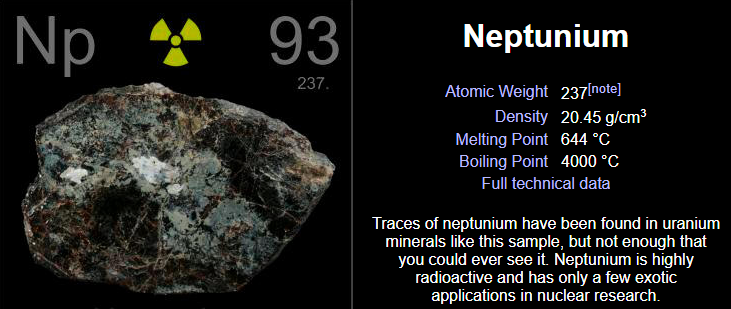 Np 93
237.
Neptunium
Atomic Weight 237[note]
Density 20.45 g/cm3
Melting Point 644 °C
Boiling Point 4000 °C
Full technical data
Traces of neptunium have been found in uranium
minerals like this sample, but not enough that
you could ever see it. Neptunium is highly
radioactive and has only a few exotic
applications in nuclear research.